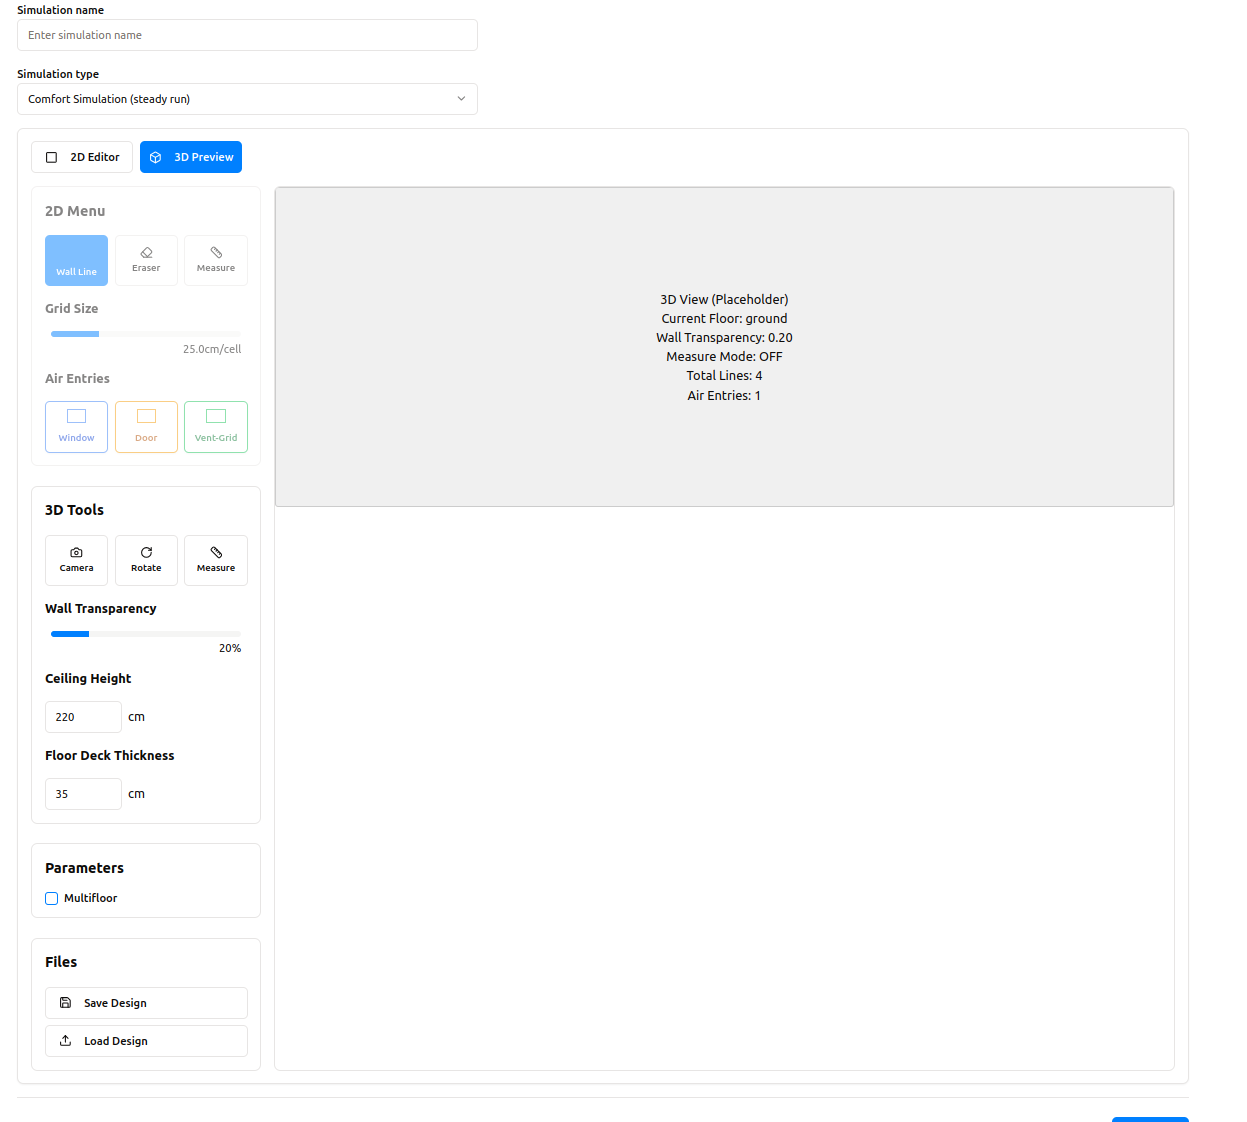 Simulation name
Enter simulation name
Simulation type
Comfort Simulation (steady run)
2D Editor
3D Preview
2D Menu
Wall Line
Eraser
Measure
Grid Size
25.0cm/cell
Air Entries
Window
Door
Vent-Grid
3D Tools
Camera
Rotate
Measure
Wall Transparency
20%
Ceiling Height
220
cm
Floor Deck Thickness
35
cm
Parameters
Multifloor
Files
Save Design
Load Design
3D View (Placeholder)
Current Floor: ground
Wall Transparency: 0.20
Measure Mode: OFF
Total Lines: 4
Air Entries: 1